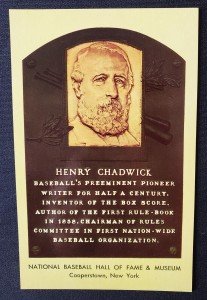 HENRY CHADWICK
BASEBALL'S PREEMINENT PIONEER
WRITER FOR HALF A CENTURY.
INVENTOR OF THE BOX SCORE.
AUTHOR OF THE FIRST RULE-BOOK
IN 1858. CHAIRMAN OF RULES
COMMITTEE IN FIRST NATION-WIDE
BASEBALL ORGANIZATION.
NATIONAL BASEBALL HALL OF FAME & MUSEUM
Cooperstown, New York